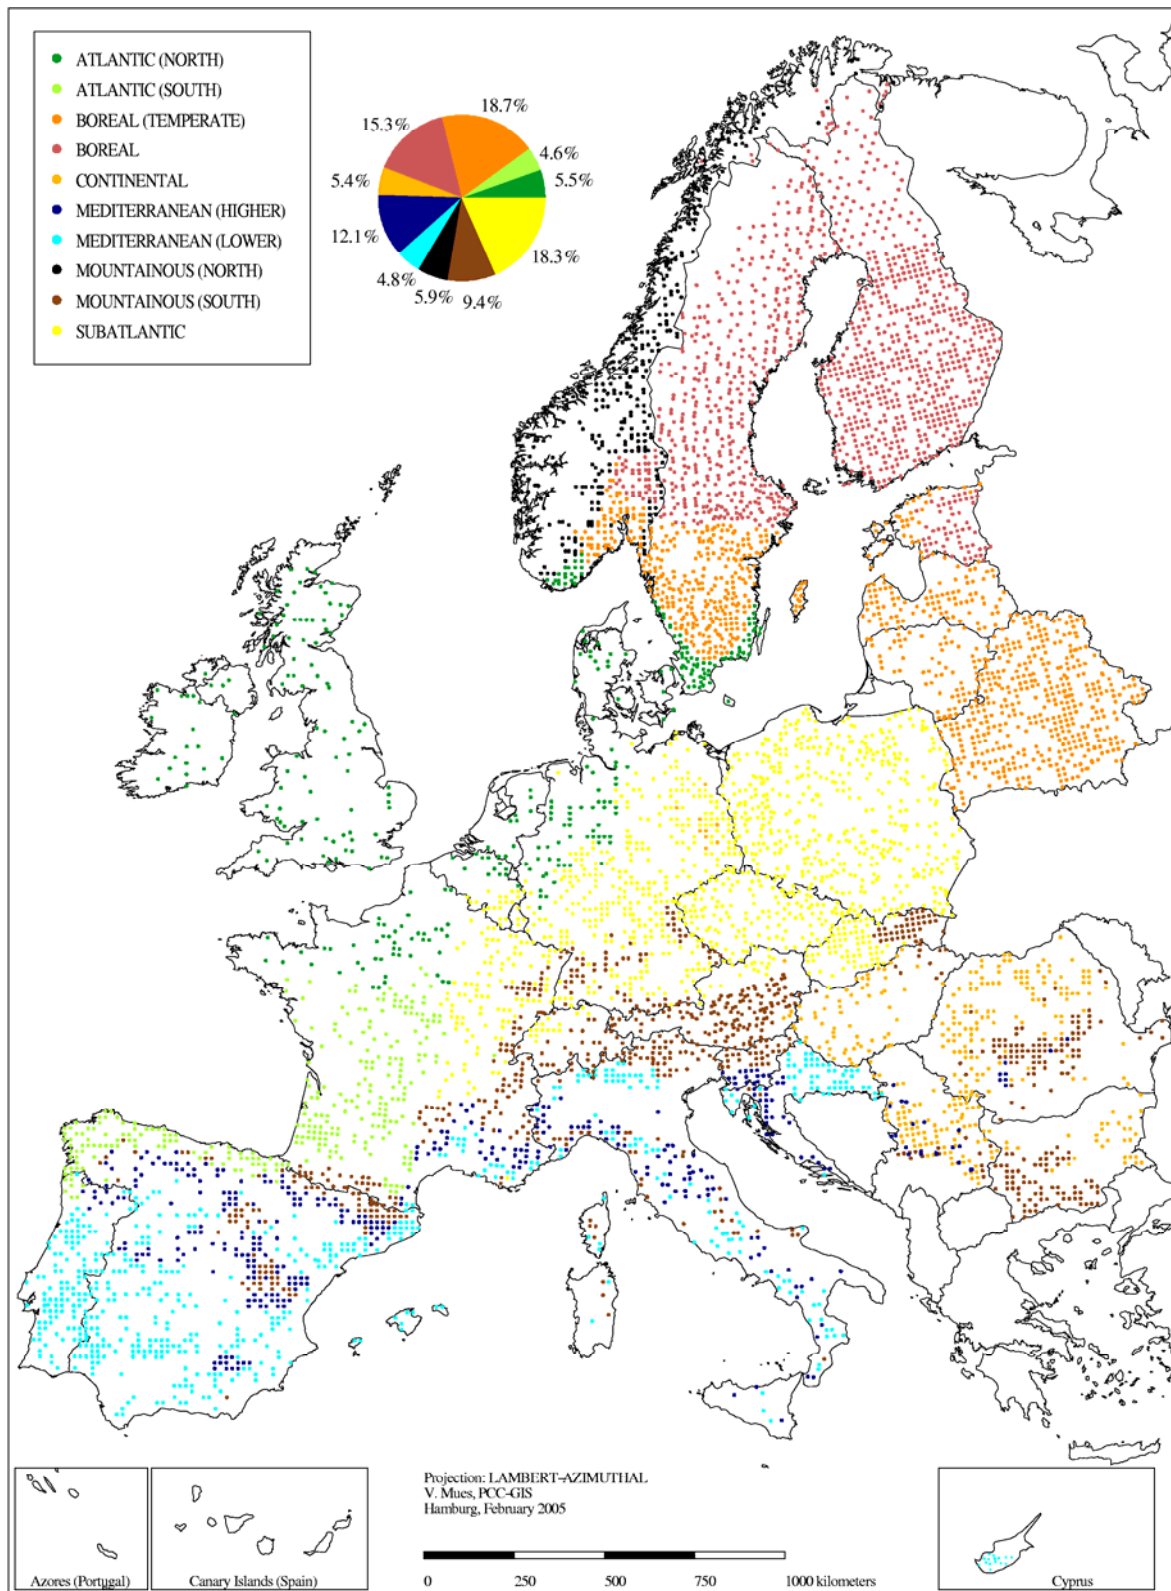 ATLANTIC (NORTH)
ATLANTIC (SOUTH)
BOREAL (TEMPERATE)
BOREAL
CONTINENTAL
MEDITERRANEAN (HIGHER)
MEDITERRANEAN (LOWER)
MOUNTAINOUS (NORTH)
MOUNTAINOUS (SOUTH)
SUBATLANTIC
18.7%
15.3%
4.6%
5.4%
5.5%
12.1%
18.3%
4.8%
5.9%
9.4%
Projection: LAMBERT-AZIMUTHAL
V. Mues, PCC-GIS
Hamburg, February 2005
Azores (Portugal)
Canary Islands (Spain)
0 250 500 750 1000 kilometers
Cyprus